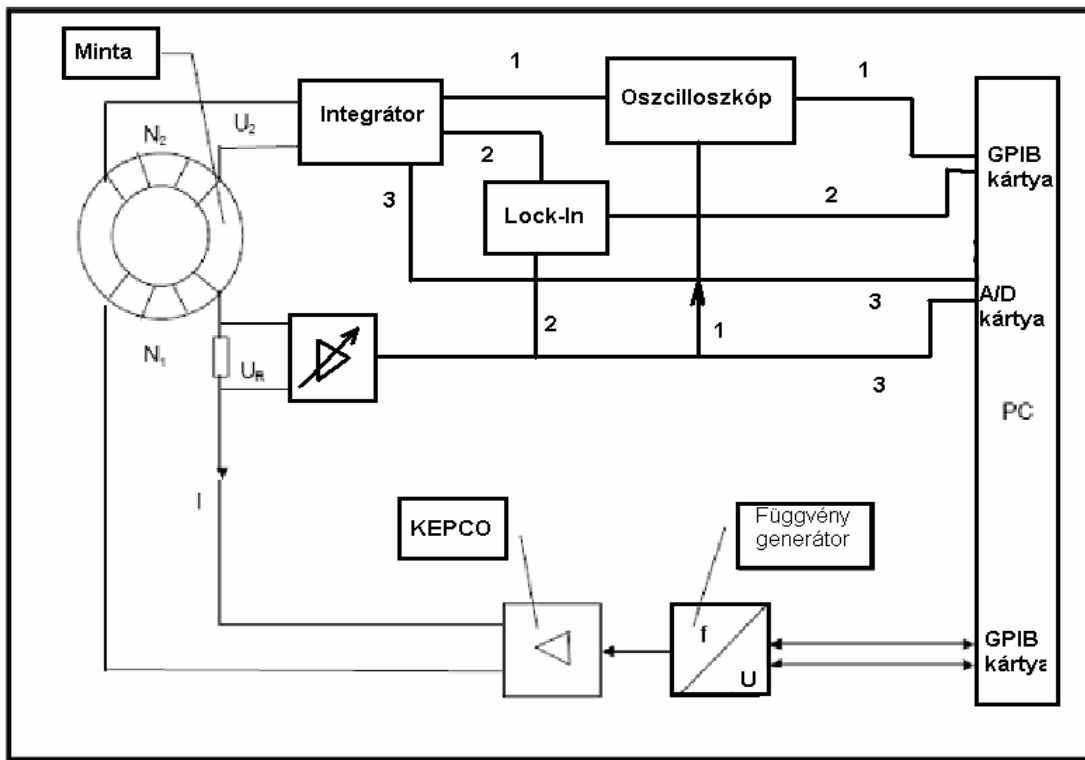 Minta
1
1
Oszcilloszkóp
Integrátor
N2
U2
2
GPIB
kártya
3
Lock-In
2
3
A/D
kártya
2
1
N1
UR
3
PC
I
KEPCO
Függvény
generátor
f
U
GPIB
kártya